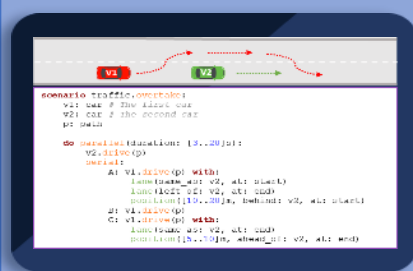 V1
V2
scenario traffic.overtake:
v1: car # The first car
v2: car # The second car
p: path
do parallel(duration: [3..20]s):
v2.drive(p)
serial:
A: v1.drive(p) with:
lane(same_as: v2, at: start)
lane(left_of: v2, at: end)
position([10..20]m, behind: v2, at: start)
B: v1.drive(p)
C: v1.drive(p) with:
lane(same_as: v2, at: end)
position([5..10]m, ahead_of: v2, at: end)